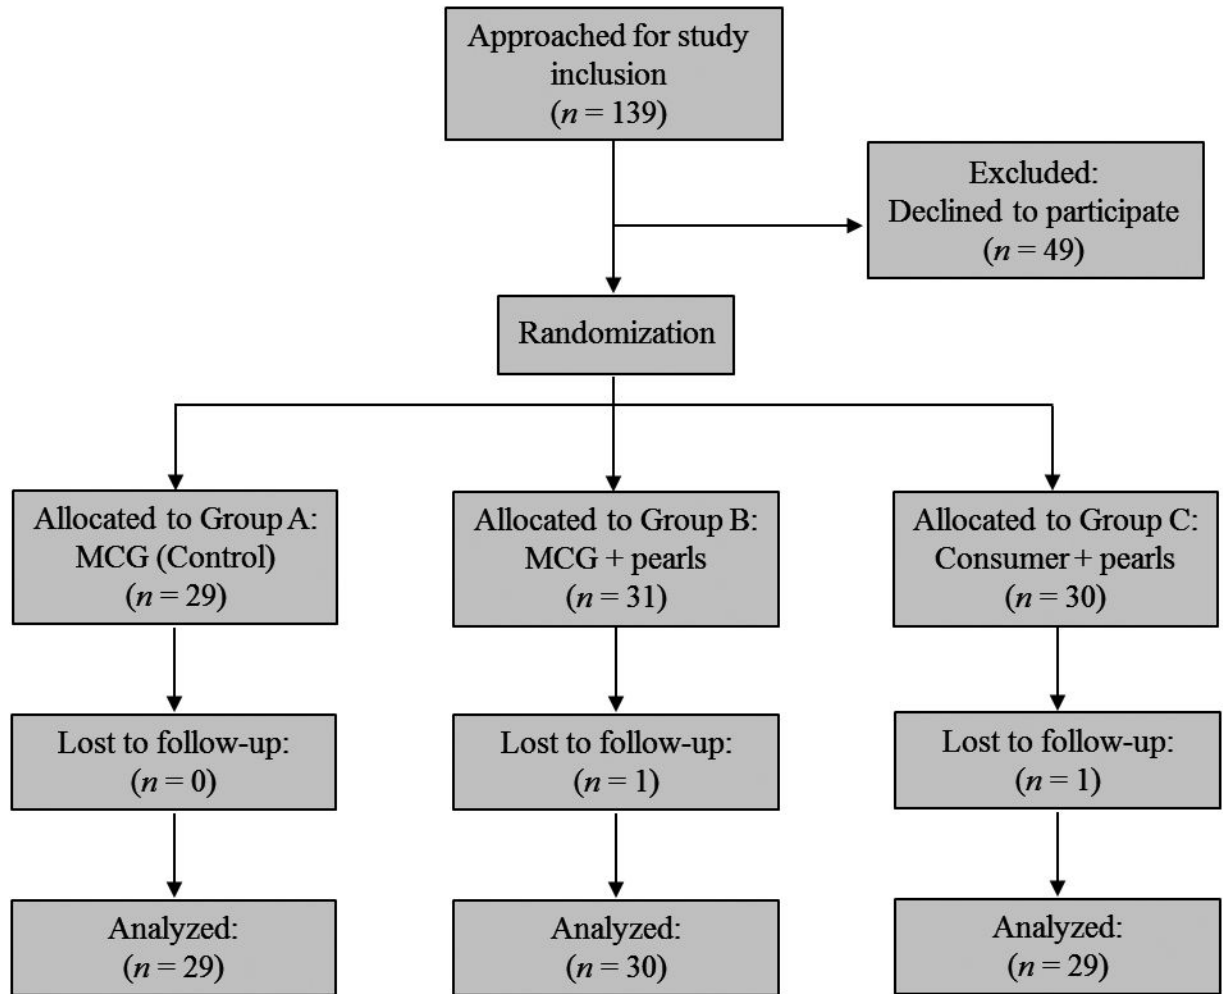 Approached for study
inclusion
(n = 139)
Excluded:
Declined to participate
(n = 49)
Randomization
Allocated to Group A:
MCG (Control)
(n = 29)
Allocated to Group B:
MCG + pearls
(n = 31)
Allocated to Group C:
Consumer + pearls
(n = 30)
Lost to follow-up:
(n = 0)
Lost to follow-up:
(n = 1)
Lost to follow-up:
(n = 1)
Analyzed:
(n = 29)
Analyzed:
(n = 30)
Analyzed:
(n = 29)